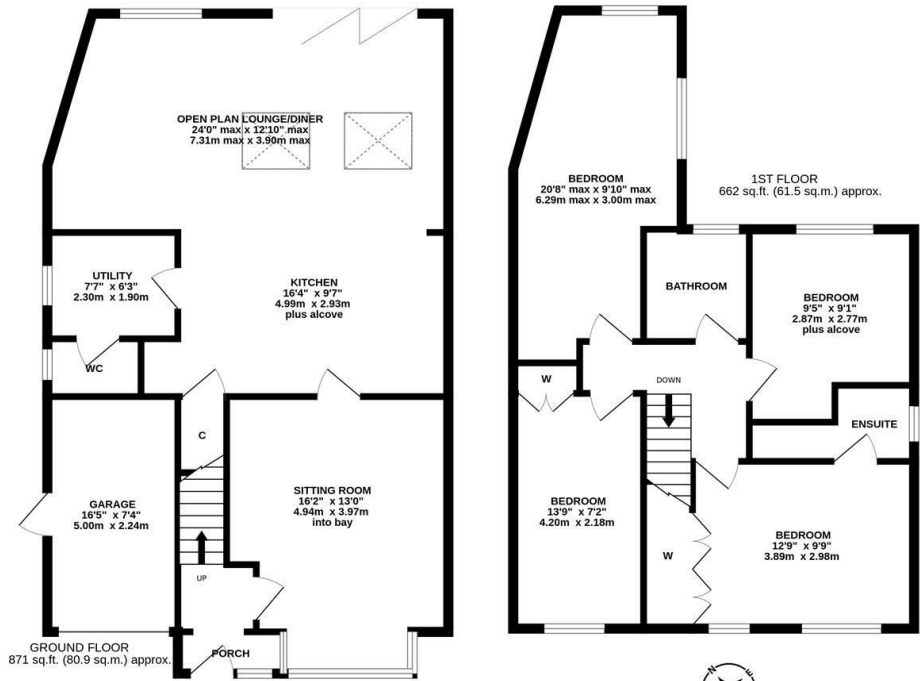 OPEN PLAN LOUNGE/DINER
24'0" max x 12'10" max
7.31m max x 3.90m max
UTILITY
7'7" x 6'3"
2.30m x 1.90m
KITCHEN
16'4" x 9'7"
4.99m x 2.93m
plus alcove
WC
C
GARAGE
16'5" x 7'4"
5.00m x 2.24m
SITTING ROOM
16'2" x 13'0"
4.94m x 3.97m
into bay
UP
PORCH
GROUND FLOOR
871 sq.ft. (80.9 sq.m.) approx.
1ST FLOOR
662 sq.ft. (61.5 sq.m.) approx.
BEDROOM
20'8" max x 9'10" max
6.29m max x 3.00m max
BATHROOM
BEDROOM
9'5" x 9'1"
2.87m x 2.77m
plus alcove
W
DOWN
ENSUITE
BEDROOM
13'9" x 7'2"
4.20m x 2.18m
W
BEDROOM
12'9" x 9'9"
3.89m x 2.98m
N
E